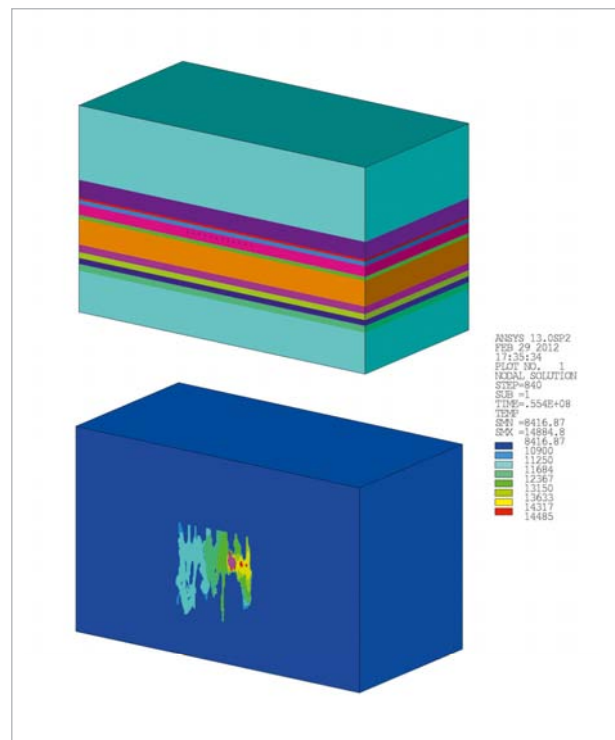 ANSYS 13.0SP2
FEB 29 2012
17:35:34
PLOT NO. 1
NODAL SOLUTION
STEP=840
SUB =1
TIME=.554E+08
TEMP
SMN =8416.87
SMX =14884.8
8416.87
10900
11250
11684
12367
13150
13633
14317
14485